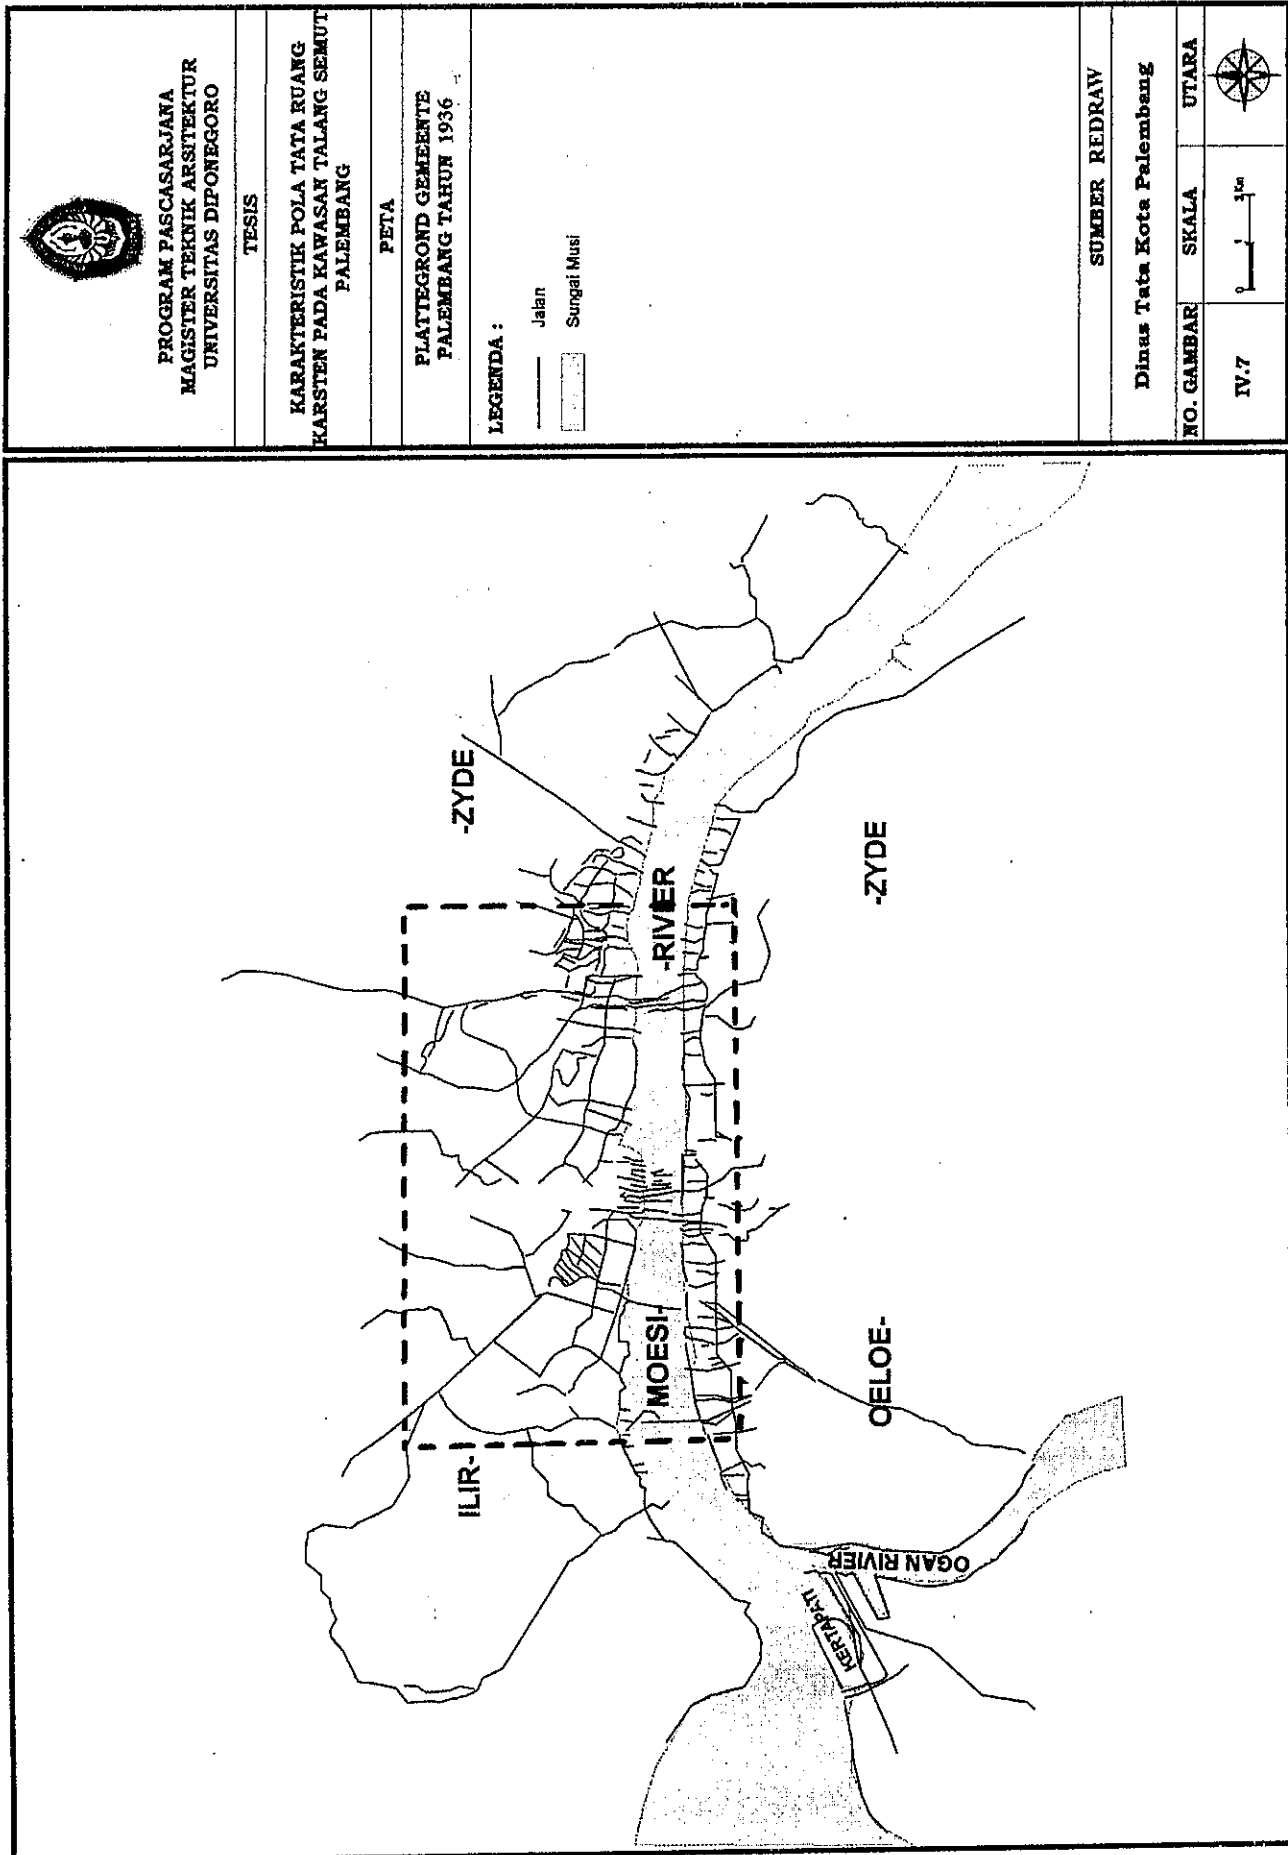 PROGRAM PASCASARJANA
MAGISTER TEKNIK ARSITEKTUR
UNIVERSITAS DIPONEGORO
TESIS
KARAKTERISTIK POLA TATA RUANG
KARSTEN PADA KAWASAN TALANG SEMUT
PALEMBANG
PETA
PLATTEGROND GEMEENTE
PALEMBANG TAHUN 1936
LEGENDA :
Jalan
Sungai Musi
SUMBER REDRAW
Dinas Tata Kota Palembang
NO. GAMBAR
SKALA
UTARA
IV.7
0 1 2Km
ILIR-
-ZYDE
MOESI-
-RIVIER
OELOE-
-ZYDE
OGAN RIVIER
KERTAPATI